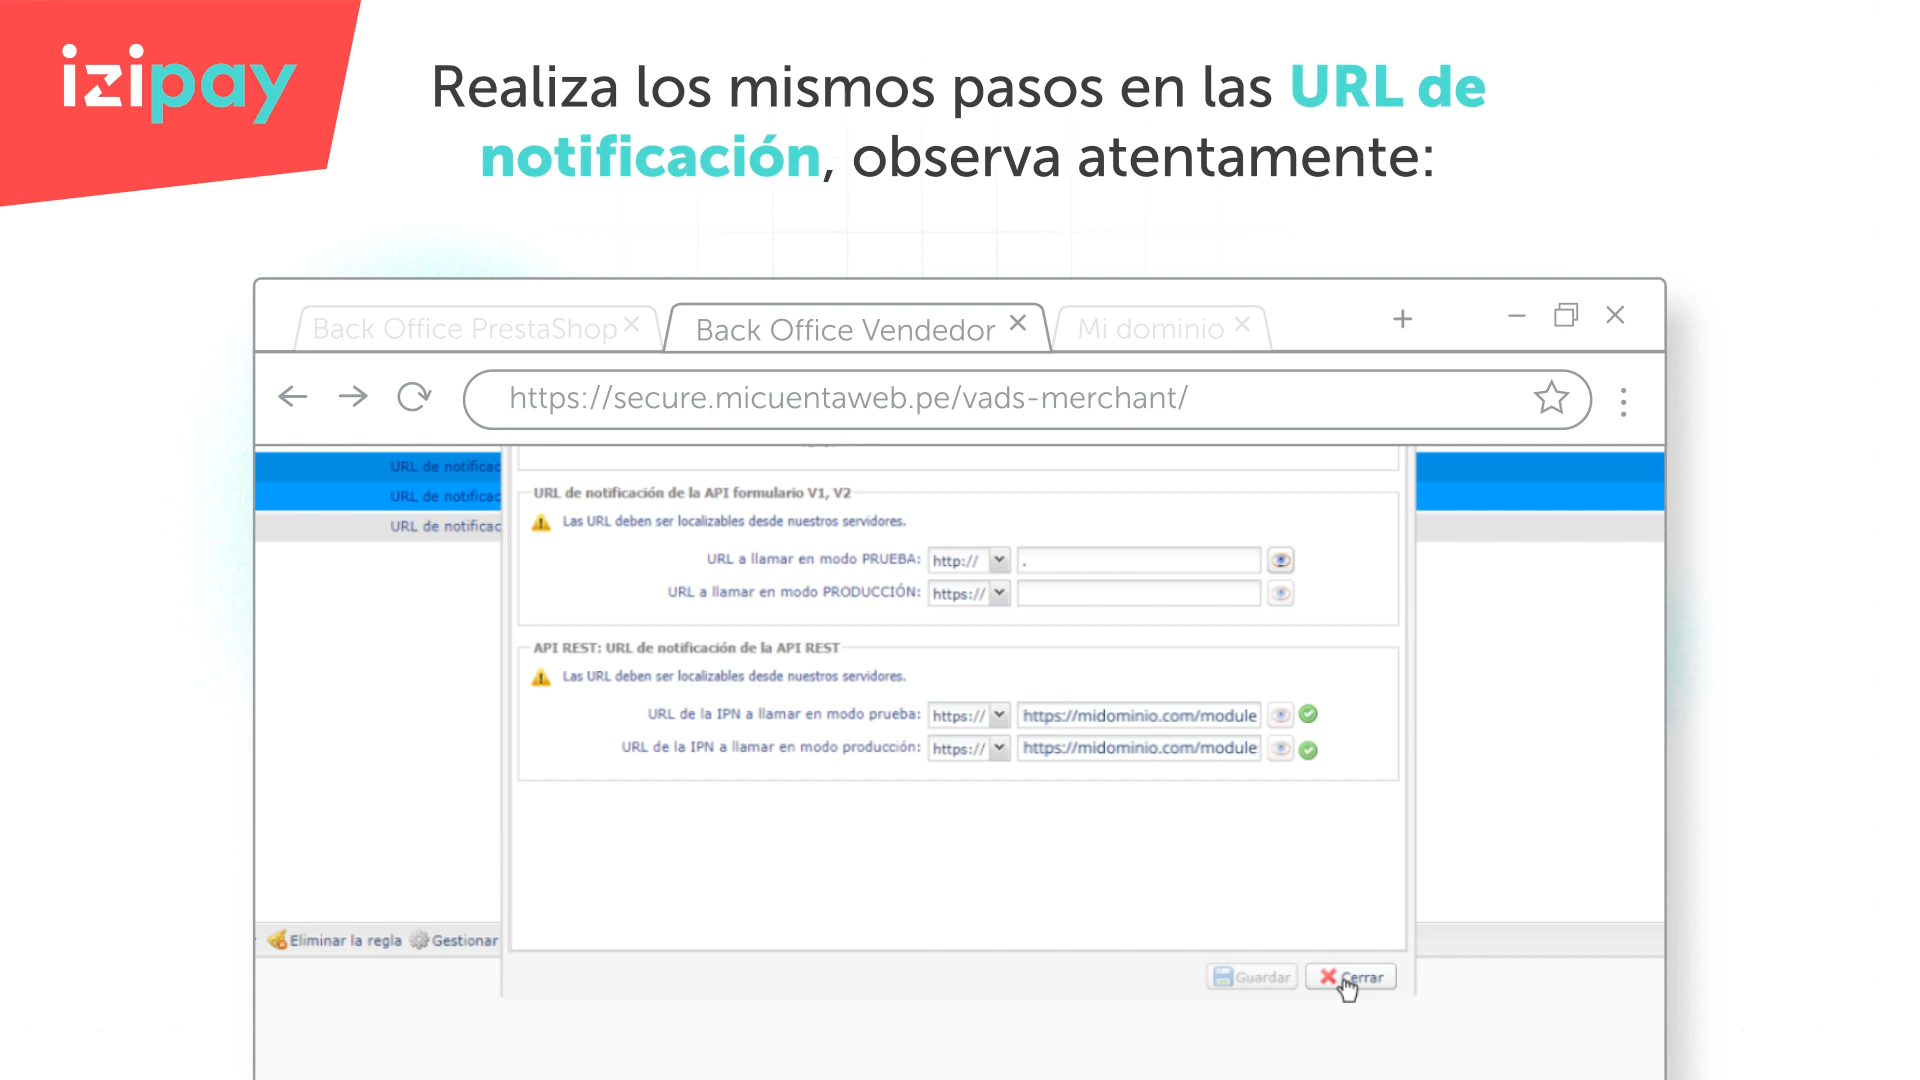 izipay
Realiza los mismos pasos en las URL de
notificación, observa atentamente:
Back Office PrestaShop
Back Office Vendedor
Mi dominio
https://secure.micuentaweb.pe/vads-merchant/
URL de notificac
URL de notificac
URL de notificac
URL de notificación de la API formulario V1, V2
Las URL deben ser localizables desde nuestros servidores.
URL a llamar en modo PRUEBA: http:// .
URL a llamar en modo PRODUCCIÓN: https://
API REST: URL de notificación de la API REST
Las URL deben ser localizables desde nuestros servidores.
URL de la IPN a llamar en modo prueba: https:// https://midominio.com/module
URL de la IPN a llamar en modo producción: https:// https://midominio.com/module
Eliminar la regla Gestionar
Guardar Cerrar